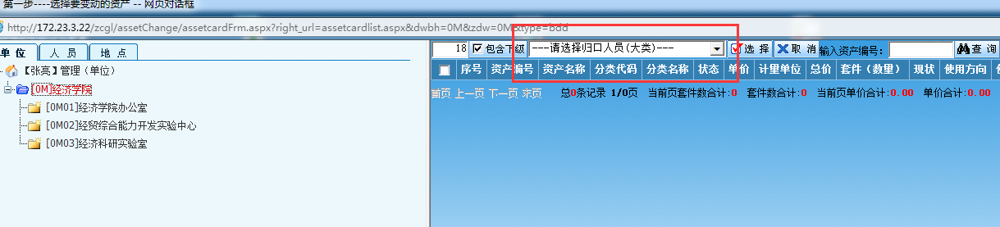 第一步----选择要变动的资产 -- 网页对话框
http://172.23.3.22/zcgl/assetChange/assetcardFrm.aspx?right_url=assetcardlist.aspx&dwbh=0M&zdw=0M&type=bdd
单 位 人 员 地 点
【张亮】管理（单位）
[0M]经济学院
[0M01]经济学院办公室
[0M02]经贸综合能力开发实验中心
[0M03]经济科研实验室
18 包含下级 ---请选择归口人员(大类)--- 选 择 取 消 输入资产编号： 查 询
序号 资产编号 资产名称 分类代码 分类名称 状态 单价 计量单位 总价 套件（数量） 现状 使用方向
首页 上一页 下一页 末页 总0条记录 1/0页 当前页套件数合计:0 套件数合计:0 当前页单价合计:0.00 单价合计:0.00